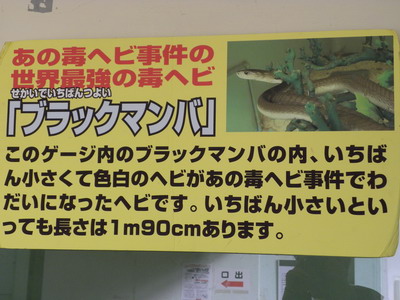 あの毒ヘビ事件の
世界最強の毒ヘビ
せかいでいちばんつよい
「ブラックマンバ」
このゲージ内のブラックマンバの内、いちば
ん小さくて色白のヘビがあの毒ヘビ事件でわ
だいになったヘビです。いちばん小さいとい
っても長さは1m90cmあります。
出口